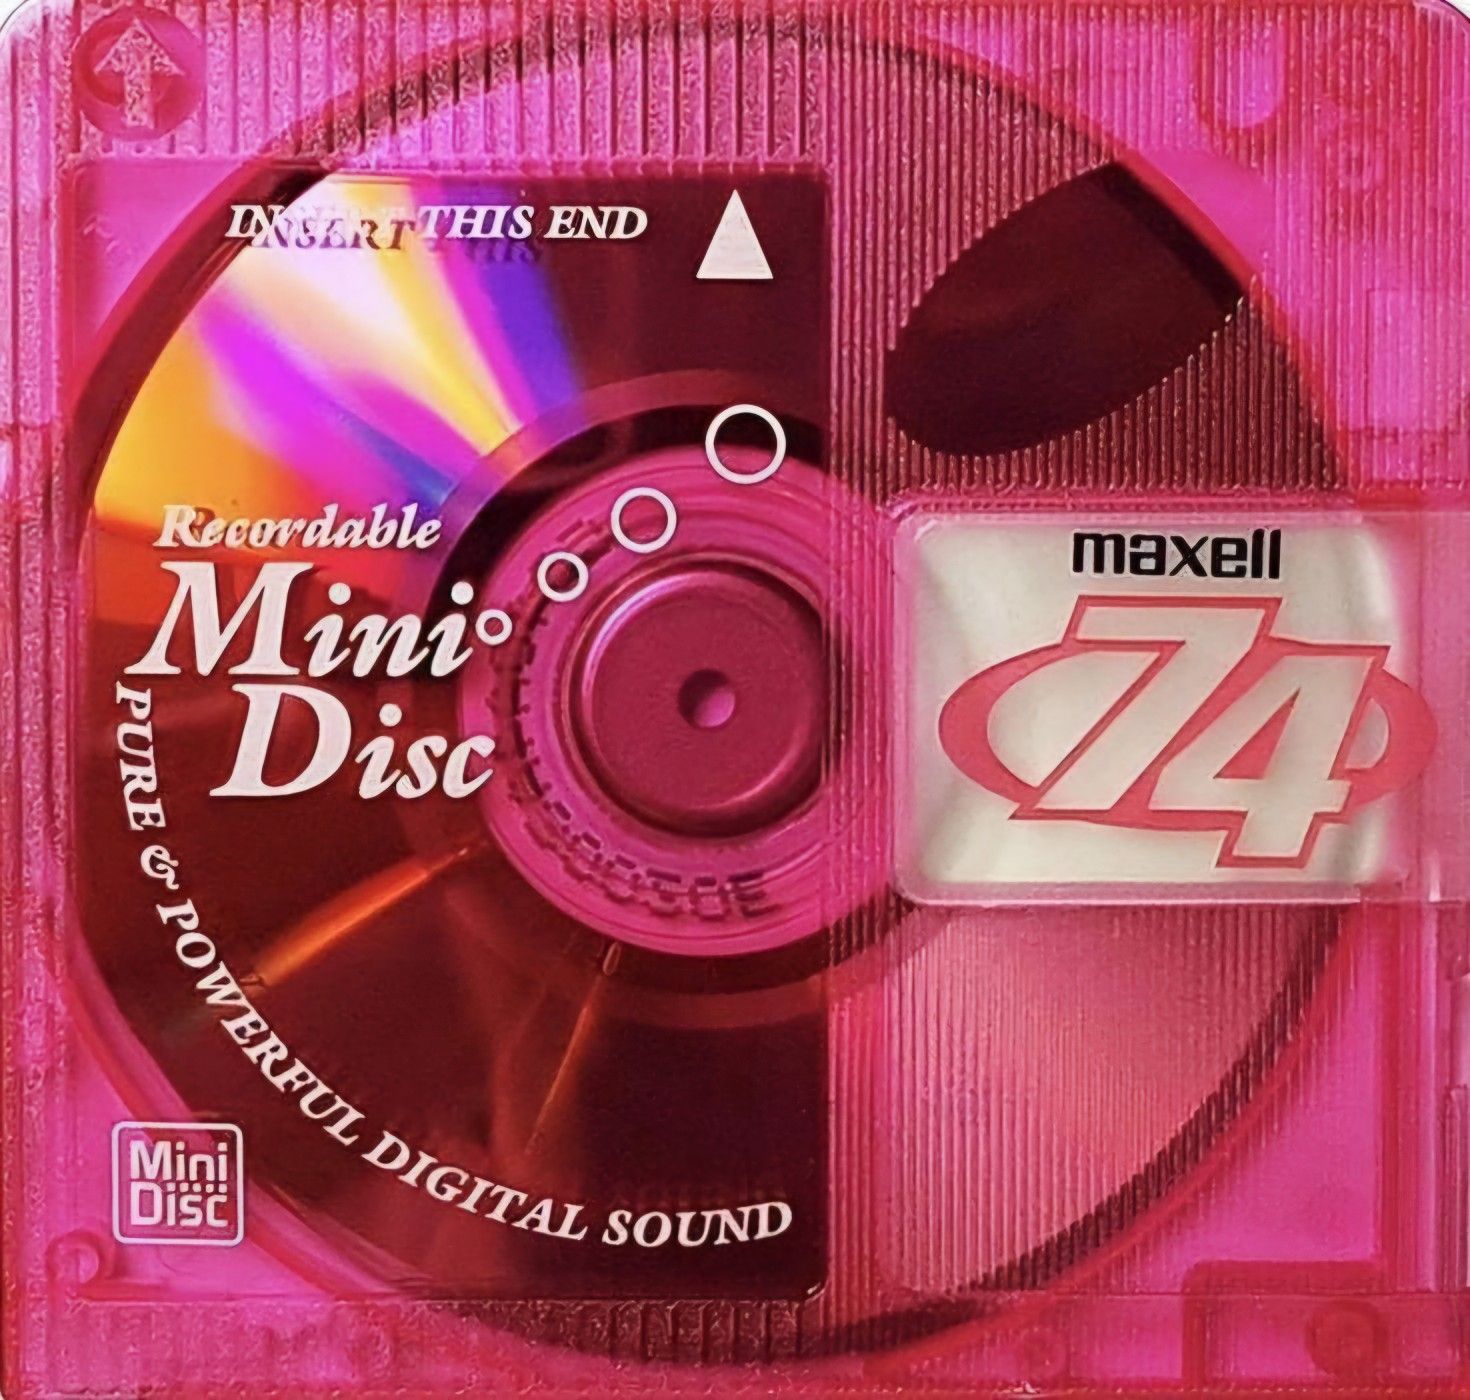 INSERT THIS END
Recordable
Mini
Disc
PURE & POWERFUL DIGITAL SOUND
maxell
74
Mini
Disc